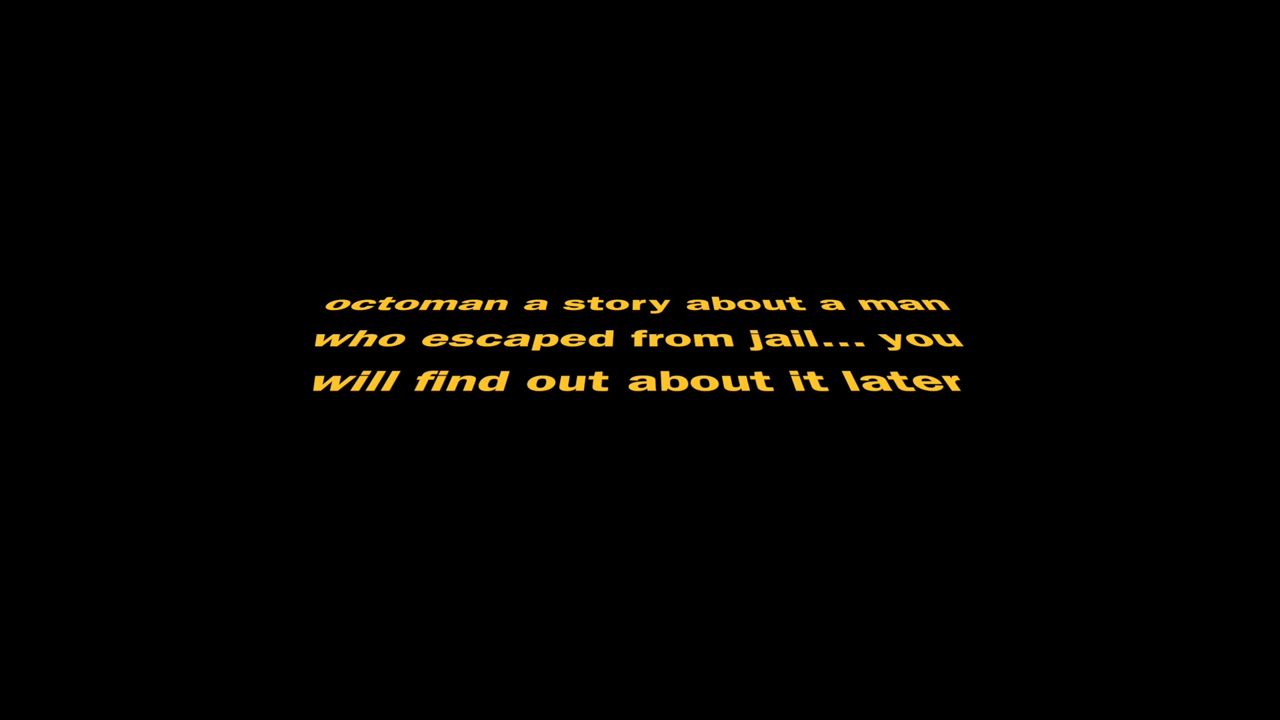 octoman a story about a man
who escaped from jail... you
will find out about it later